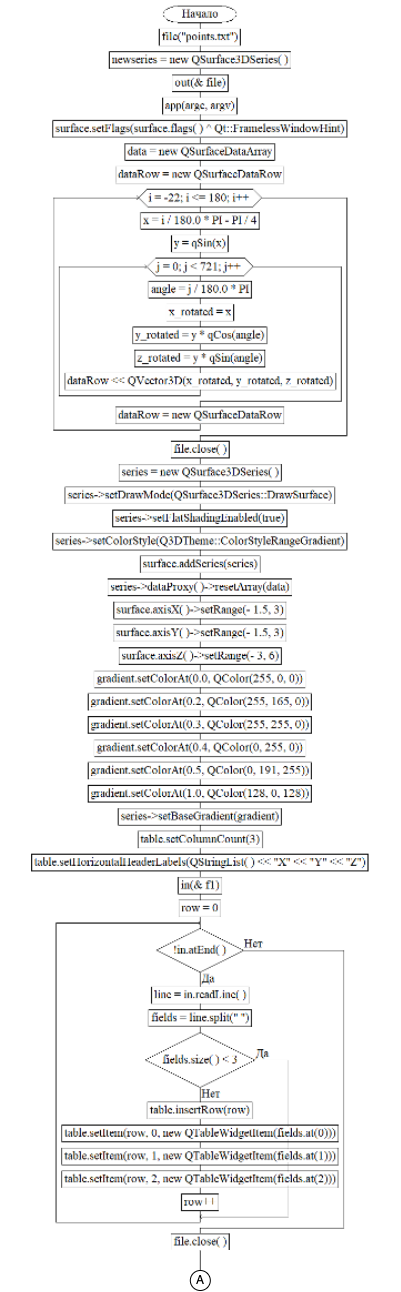 Начало
file("points.txt")
newseries = new QSurface3DSeries( )
out(& file)
app(argc, argv)
surface.setFlags(surface.flags( ) ^ Qt::FramelessWindowHint)
data = new QSurfaceDataArray
dataRow = new QSurfaceDataRow
i = -22; i <= 180; i++
x = i / 180.0 * PI - PI / 4
y = qSin(x)
j = 0; j < 721; j++
angle = j / 180.0 * PI
x_rotated = x
y_rotated = y * qCos(angle)
z_rotated = y * qSin(angle)
dataRow << QVector3D(x_rotated, y_rotated, z_rotated)
dataRow = new QSurfaceDataRow
file.close( )
series = new QSurface3DSeries( )
series->setDrawMode(QSurface3DSeries::DrawSurface)
series->setFlatShadingEnabled(true)
series->setColorStyle(Q3DTheme::ColorStyleRangeGradient)
surface.addSeries(series)
series->dataProxy( )->resetArray(data)
surface.axisX( )->setRange(- 1.5, 3)
surface.axisY( )->setRange(- 1.5, 3)
surface.axisZ( )->setRange(- 3, 6)
gradient.setColorAt(0.0, QColor(255, 0, 0))
gradient.setColorAt(0.2, QColor(255, 165, 0))
gradient.setColorAt(0.3, QColor(255, 255, 0))
gradient.setColorAt(0.4, QColor(0, 255, 0))
gradient.setColorAt(0.5, QColor(0, 191, 255))
gradient.setColorAt(1.0, QColor(128, 0, 128))
series->setBaseGradient(gradient)
table.setColumnCount(3)
table.setHorizontalHeaderLabels(QStringList( ) << "X" << "Y" << "Z")
in(& f1)
row = 0
!in.atEnd( )
Нет
Да
line = in.readLine( )
fields = line.split(" ")
fields.size( ) < 3
Да
Нет
table.insertRow(row)
table.setItem(row, 0, new QTableWidgetItem(fields.at(0)))
table.setItem(row, 1, new QTableWidgetItem(fields.at(1)))
table.setItem(row, 2, new QTableWidgetItem(fields.at(2)))
row++
file.close( )
A